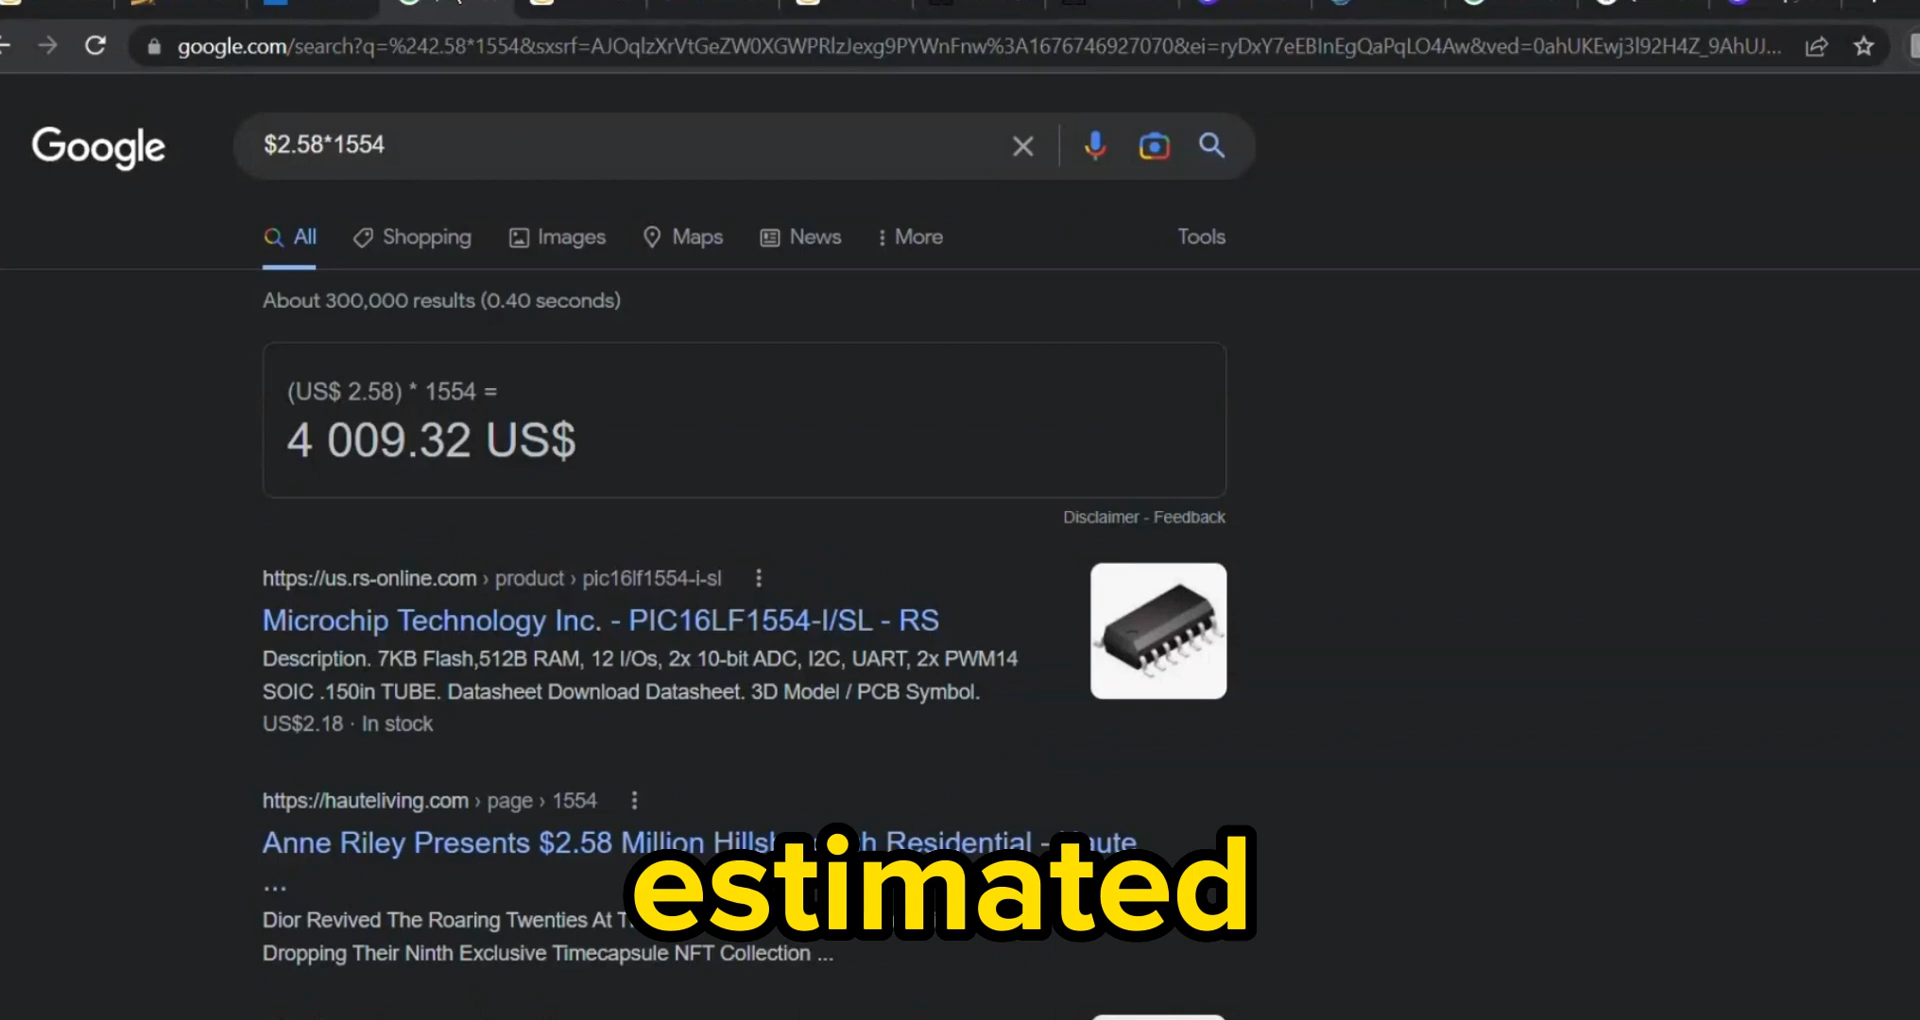 google.com/search?q=%242.58*1554&sxsrf=AJOqlzXrVtGeZW0XGWPRlzJexg9PYWnFnw%3A1676746927070&ei=ryDxY7eEBInEgQaPqLO4Aw&ved=0ahUKEwj3l92H4Z_9AhUJ...
Google
$2.58*1554
All Shopping Images Maps News More Tools
About 300,000 results (0.40 seconds)
(US$ 2.58) * 1554 =
4 009.32 US$
Disclaimer - Feedback
https://us.rs-online.com › product › pic16lf1554-i-sl
Microchip Technology Inc. - PIC16LF1554-I/SL - RS
Description. 7KB Flash,512B RAM, 12 I/Os, 2x 10-bit ADC, I2C, UART, 2x PWM14
SOIC .150in TUBE. Datasheet Download Datasheet. 3D Model / PCB Symbol.
US$2.18 · In stock
https://hauteliving.com › page › 1554
Anne Riley Presents $2.58 Million Residential -
...
estimated
Dior Revived The Roaring Twenties At
Dropping Their Ninth Exclusive Timecapsule NFT Collection ...